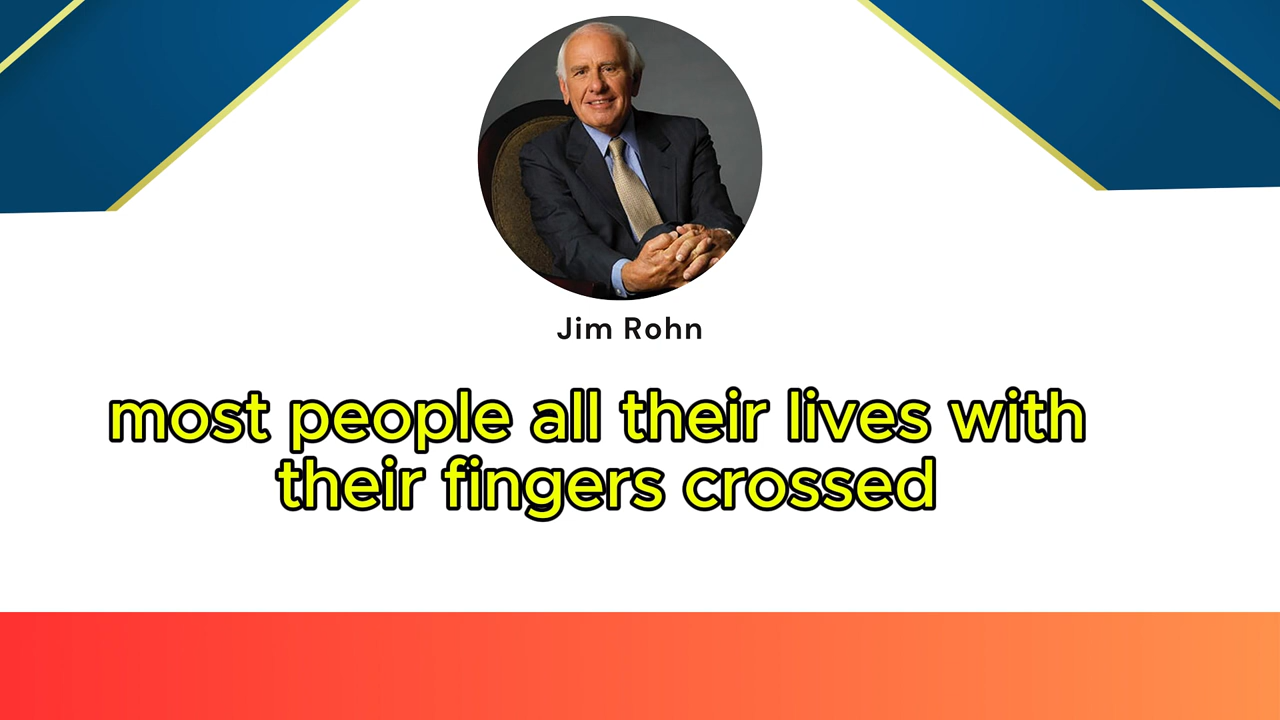 Jim Rohn
most people all their lives with
their fingers crossed